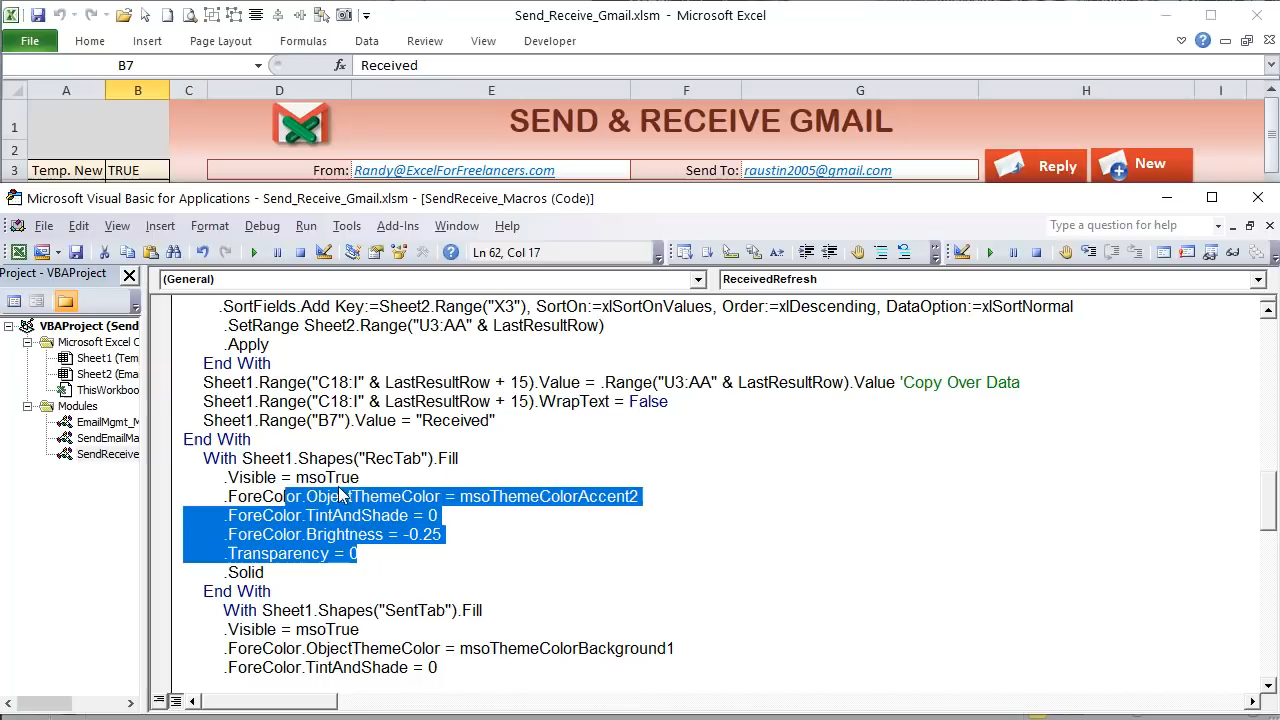 Send_Receive_Gmail.xlsm - Microsoft Excel
File Home Insert Page Layout Formulas Data Review View Developer
B7 fx Received
A B C D E F G H I
1 SEND & RECEIVE GMAIL
2
3 Temp. New TRUE From: Randy@ExcelForFreelancers.com Send To: raustin2005@gmail.com Reply New
Microsoft Visual Basic for Applications - Send_Receive_Gmail.xlsm - [SendReceive_Macros (Code)]
File Edit View Insert Format Debug Run Tools Add-Ins Window Help Type a question for help
Ln 62, Col 17
Project - VBAProject
(General) ReceivedRefresh
VBAProject (Send
Microsoft Excel O
Sheet1 (Tem
Sheet2 (Ema
ThisWorkboo
Modules
EmailMgmt_M
SendEmailMa
SendReceive
.SortFields.Add Key:=Sheet2.Range("X3"), SortOn:=xlSortOnValues, Order:=xlDescending, DataOption:=xlSortNormal
.SetRange Sheet2.Range("U3:AA" & LastResultRow)
.Apply
End With
Sheet1.Range("C18:I" & LastResultRow + 15).Value = .Range("U3:AA" & LastResultRow).Value 'Copy Over Data
Sheet1.Range("C18:I" & LastResultRow + 15).WrapText = False
Sheet1.Range("B7").Value = "Received"
End With
With Sheet1.Shapes("RecTab").Fill
.Visible = msoTrue
.ForeColor.ObjectThemeColor = msoThemeColorAccent2
.ForeColor.TintAndShade = 0
.ForeColor.Brightness = -0.25
.Transparency = 0
.Solid
End With
With Sheet1.Shapes("SentTab").Fill
.Visible = msoTrue
.ForeColor.ObjectThemeColor = msoThemeColorBackground1
.ForeColor.TintAndShade = 0